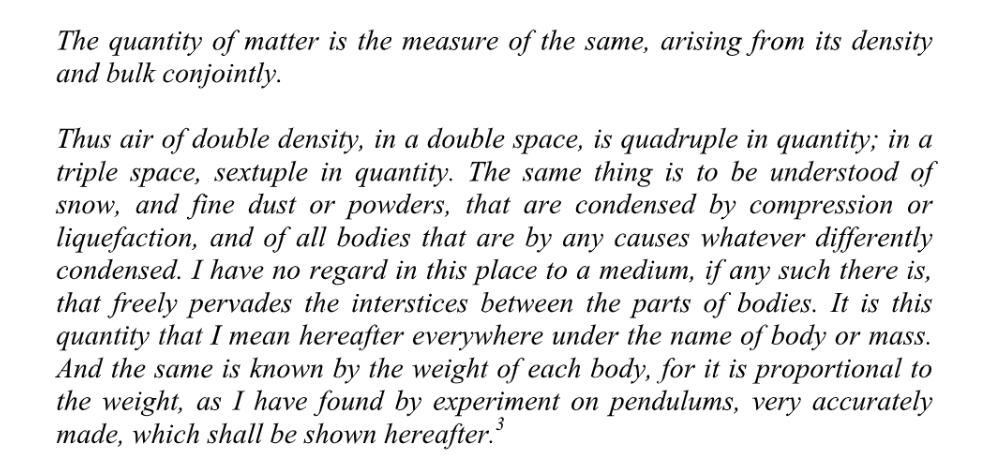 The quantity of matter is the measure of the same, arising from its density
and bulk conjointly.
Thus air of double density, in a double space, is quadruple in quantity; in a
triple space, sextuple in quantity. The same thing is to be understood of
snow, and fine dust or powders, that are condensed by compression or
liquefaction, and of all bodies that are by any causes whatever differently
condensed. I have no regard in this place to a medium, if any such there is,
that freely pervades the interstices between the parts of bodies. It is this
quantity that I mean hereafter everywhere under the name of body or mass.
And the same is known by the weight of each body, for it is proportional to
the weight, as I have found by experiment on pendulums, very accurately
made, which shall be shown hereafter.³